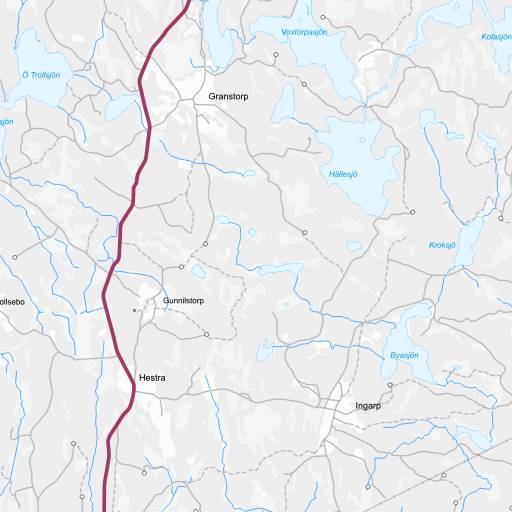 Voxtorpasjön
Kolasjön
Ö Trollsjön
Granstorp
sjön
Hällesjö
Kroksjö
ollsebo
Gunnilstorp
Byasjön
Hestra
Ingarp